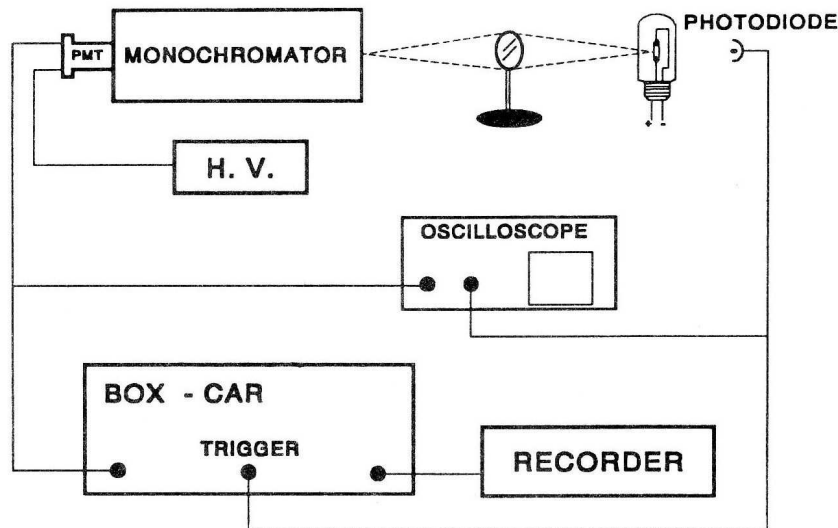 PHOTODIODE
PMT
MONOCHROMATOR
+ -
H. V.
OSCILLOSCOPE
BOX - CAR
TRIGGER
RECORDER